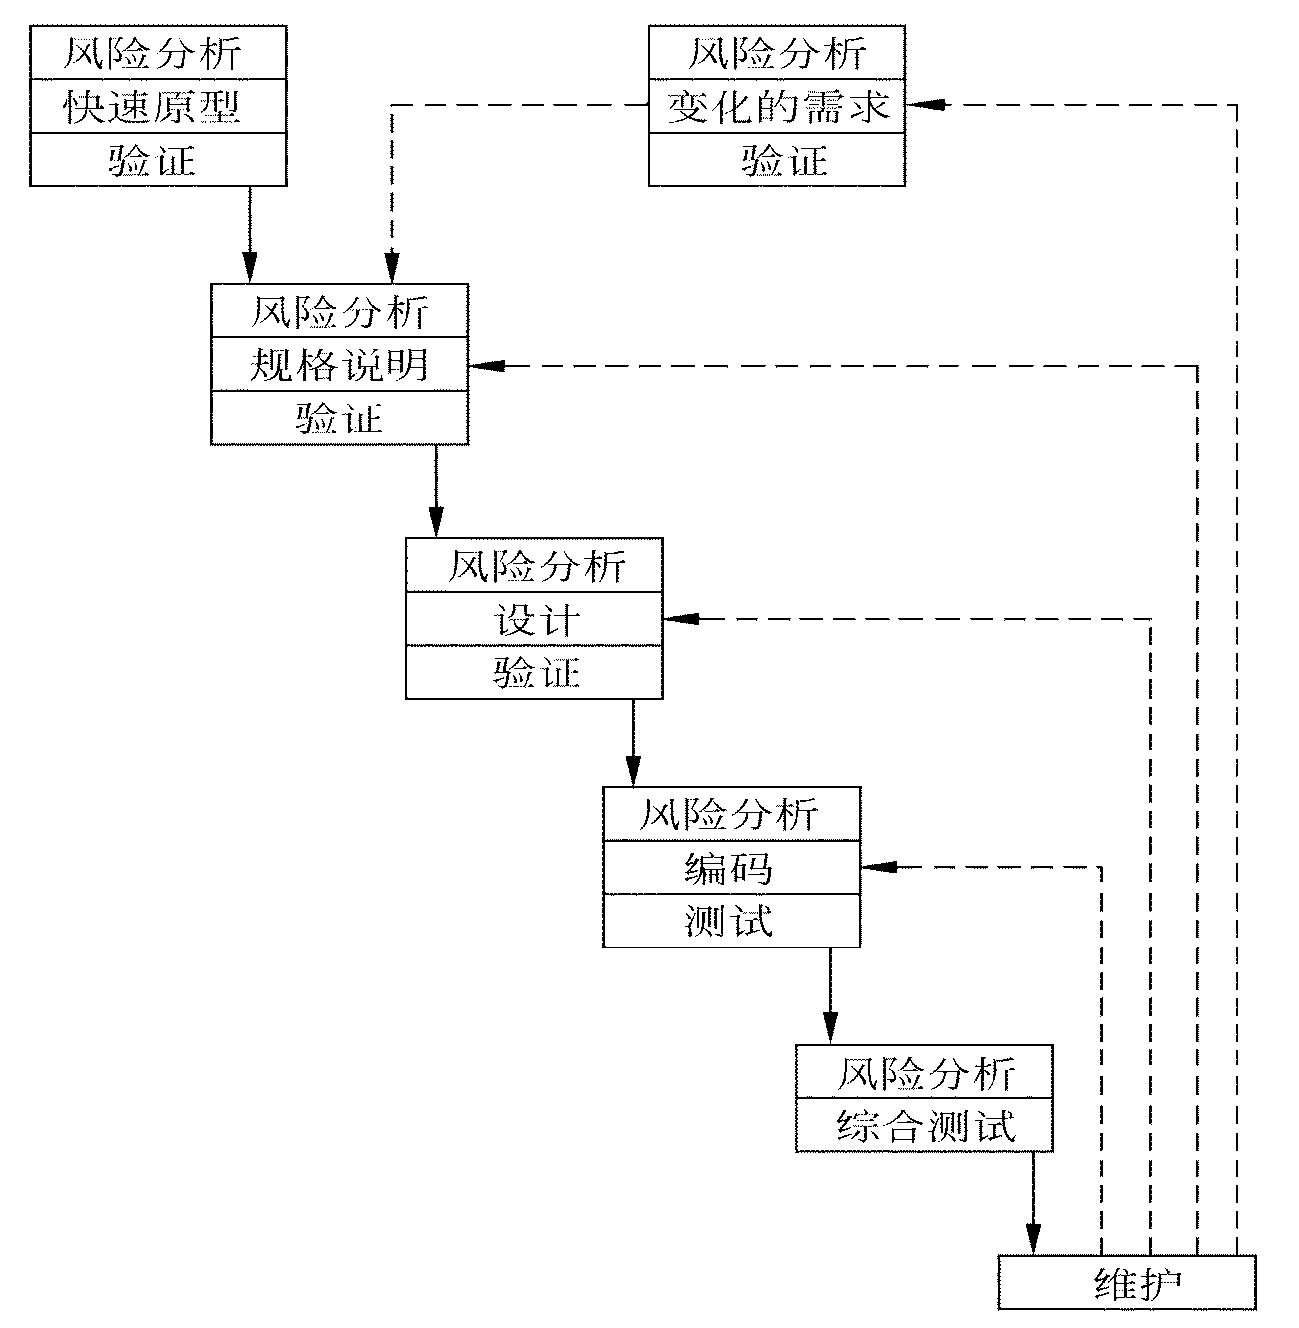 风险分析
快速原型
验证
风险分析
变化的需求
验证
风险分析
规格说明
验证
风险分析
设计
验证
风险分析
编码
测试
风险分析
综合测试
维护